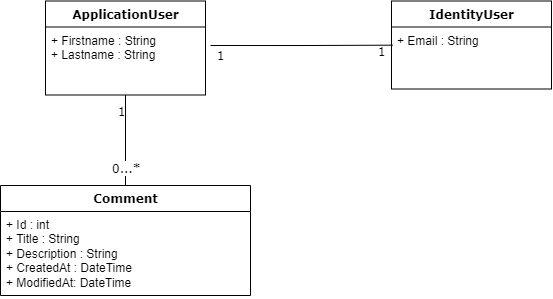 ApplicationUser
+ Firstname : String
+ Lastname : String
IdentityUser
+ Email : String
1
1
1
0...*
Comment
+ Id : int
+ Title : String
+ Description : String
+ CreatedAt : DateTime
+ ModifiedAt: DateTime